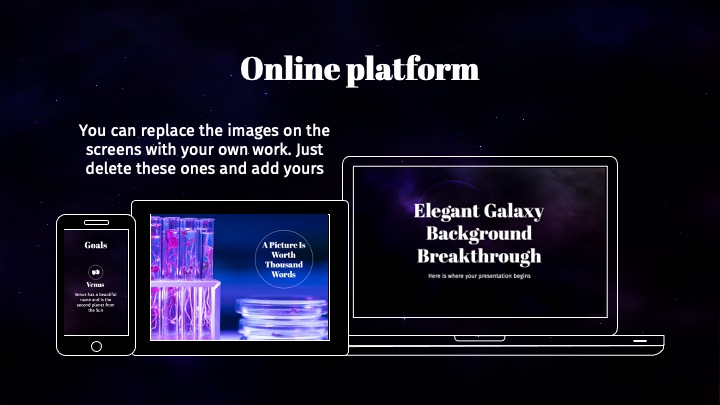 Online platform
You can replace the images on the
screens with your own work. Just
delete these ones and add yours
Goals
Venus
Venus has a beautiful
name and is the
second planet from
the Sun
A Picture Is
Worth
Thousand
Words
Elegant Galaxy
Background
Breakthrough
Here is where your presentation begins